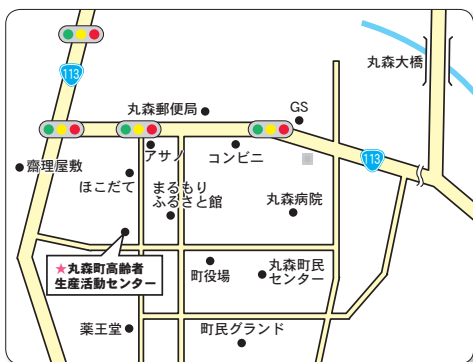 113
丸森大橋
丸森郵便局
GS
アサノ
コンビニ
113
齋理屋敷
ほこだて
まるもり
ふるさと館
丸森病院
★丸森町高齢者
生産活動センター
町役場
丸森町民
センター
薬王堂
町民グランド